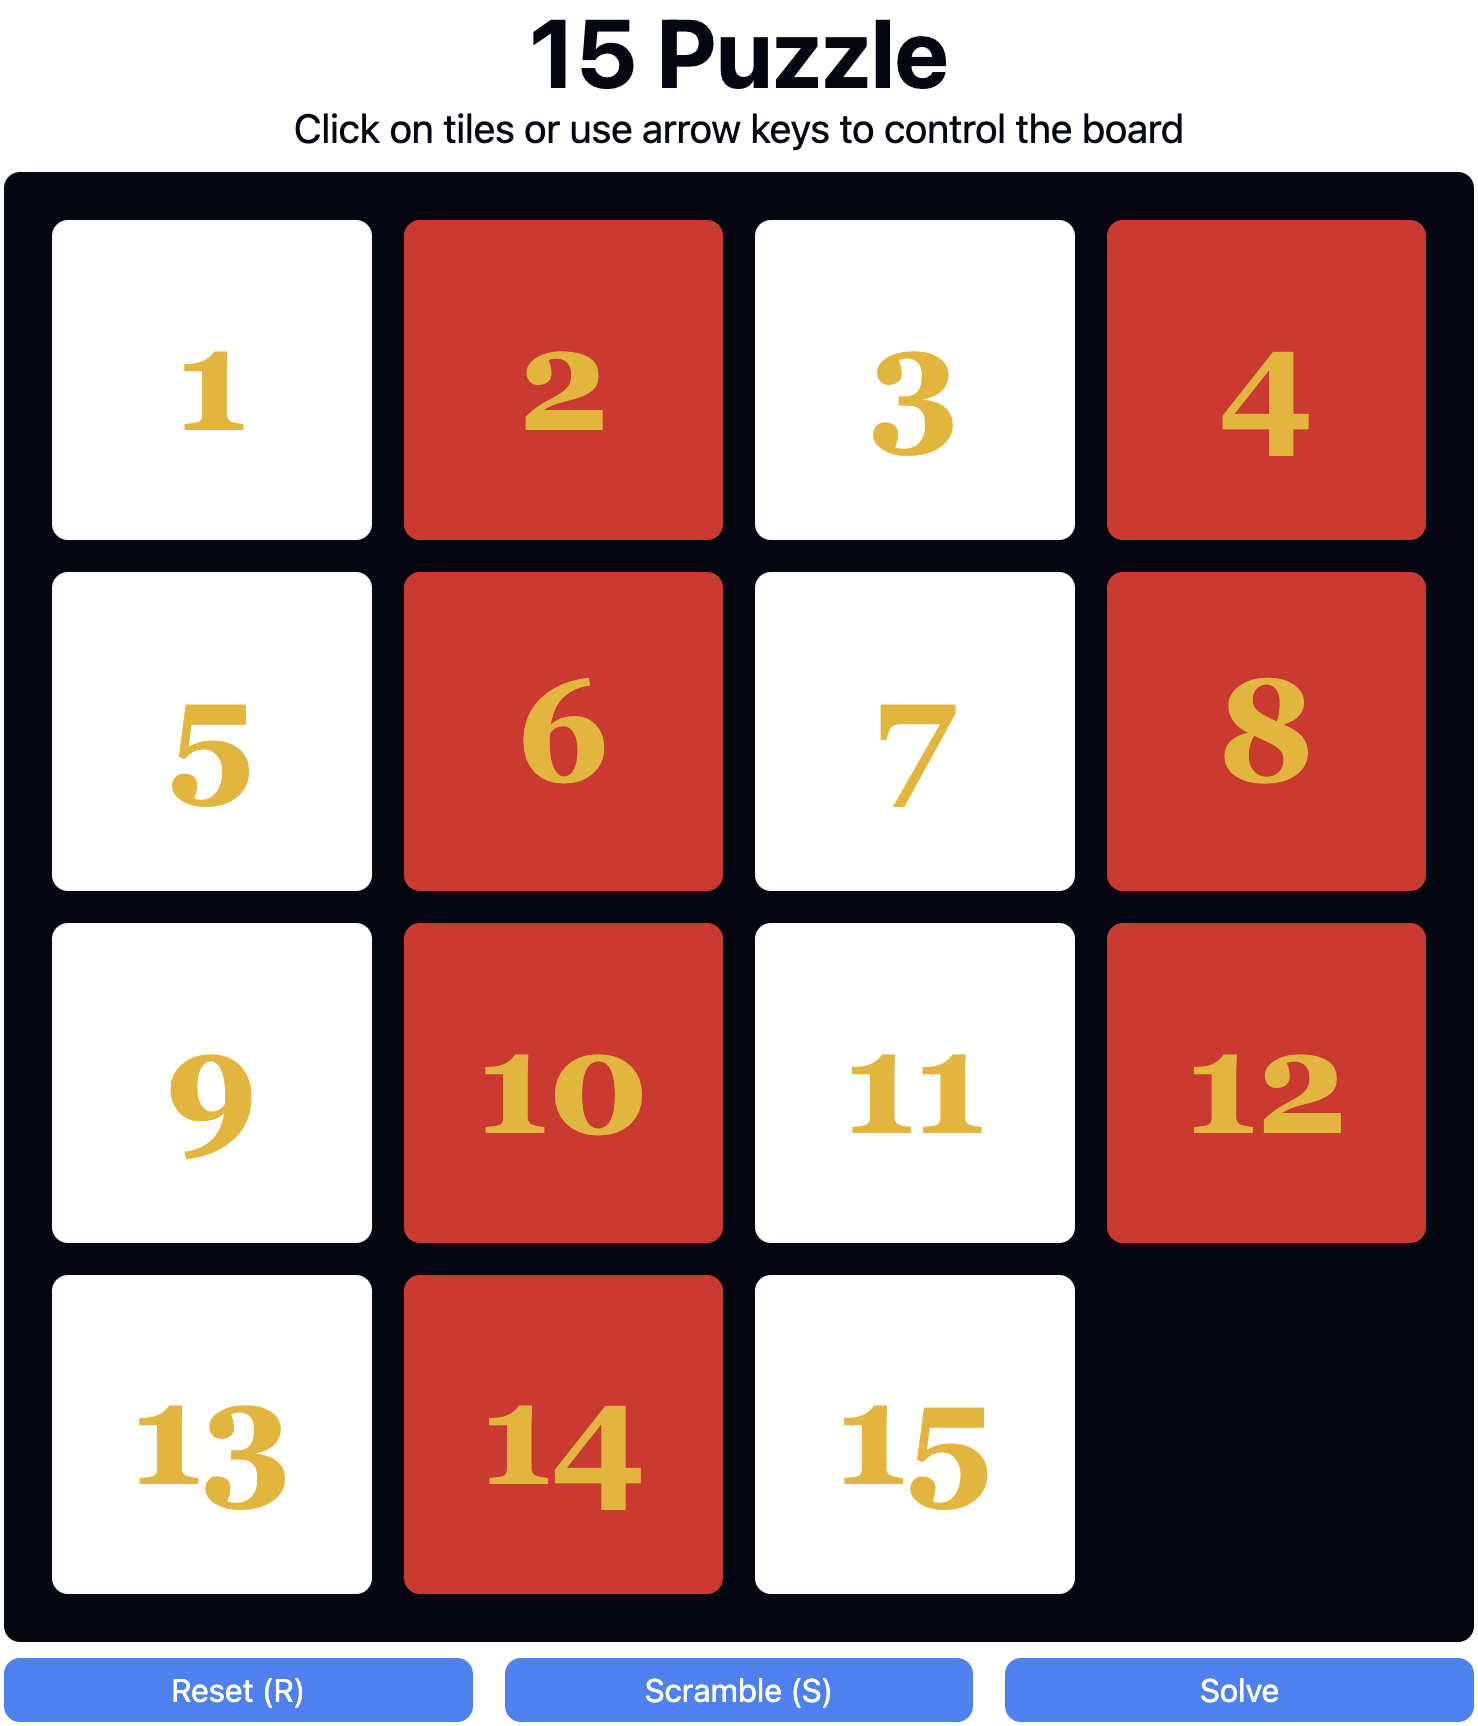 15 Puzzle
Click on tiles or use arrow keys to control the board
1 2 3 4
5 6 7 8
9 10 11 12
13 14 15
Reset (R) Scramble (S) Solve